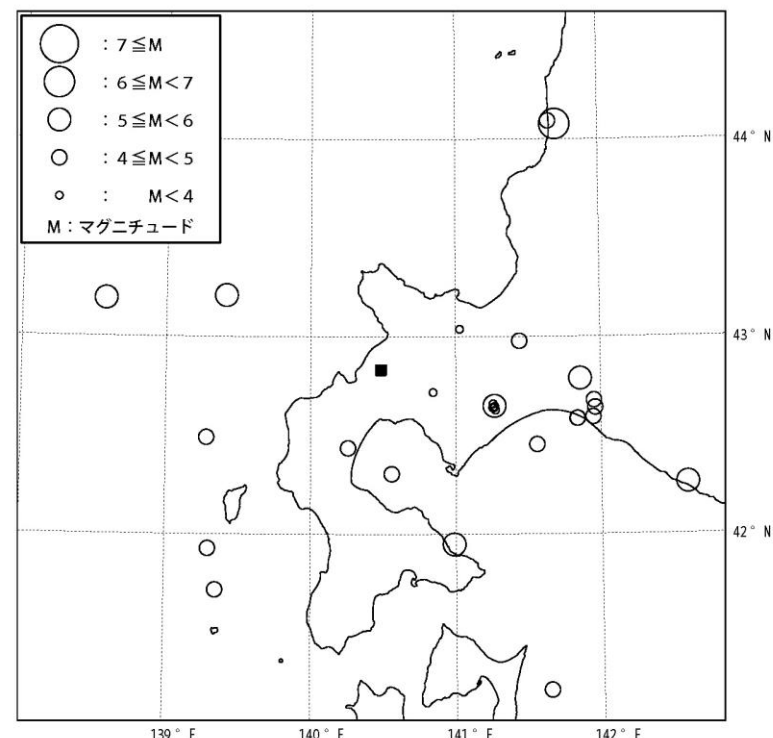 ：７≦Ｍ
：６≦Ｍ＜７
：５≦Ｍ＜６
：４≦Ｍ＜５
：　　Ｍ＜４
Ｍ：マグニチュード
44° N
43° N
42° N
139° E
140° E
141° E
142° E